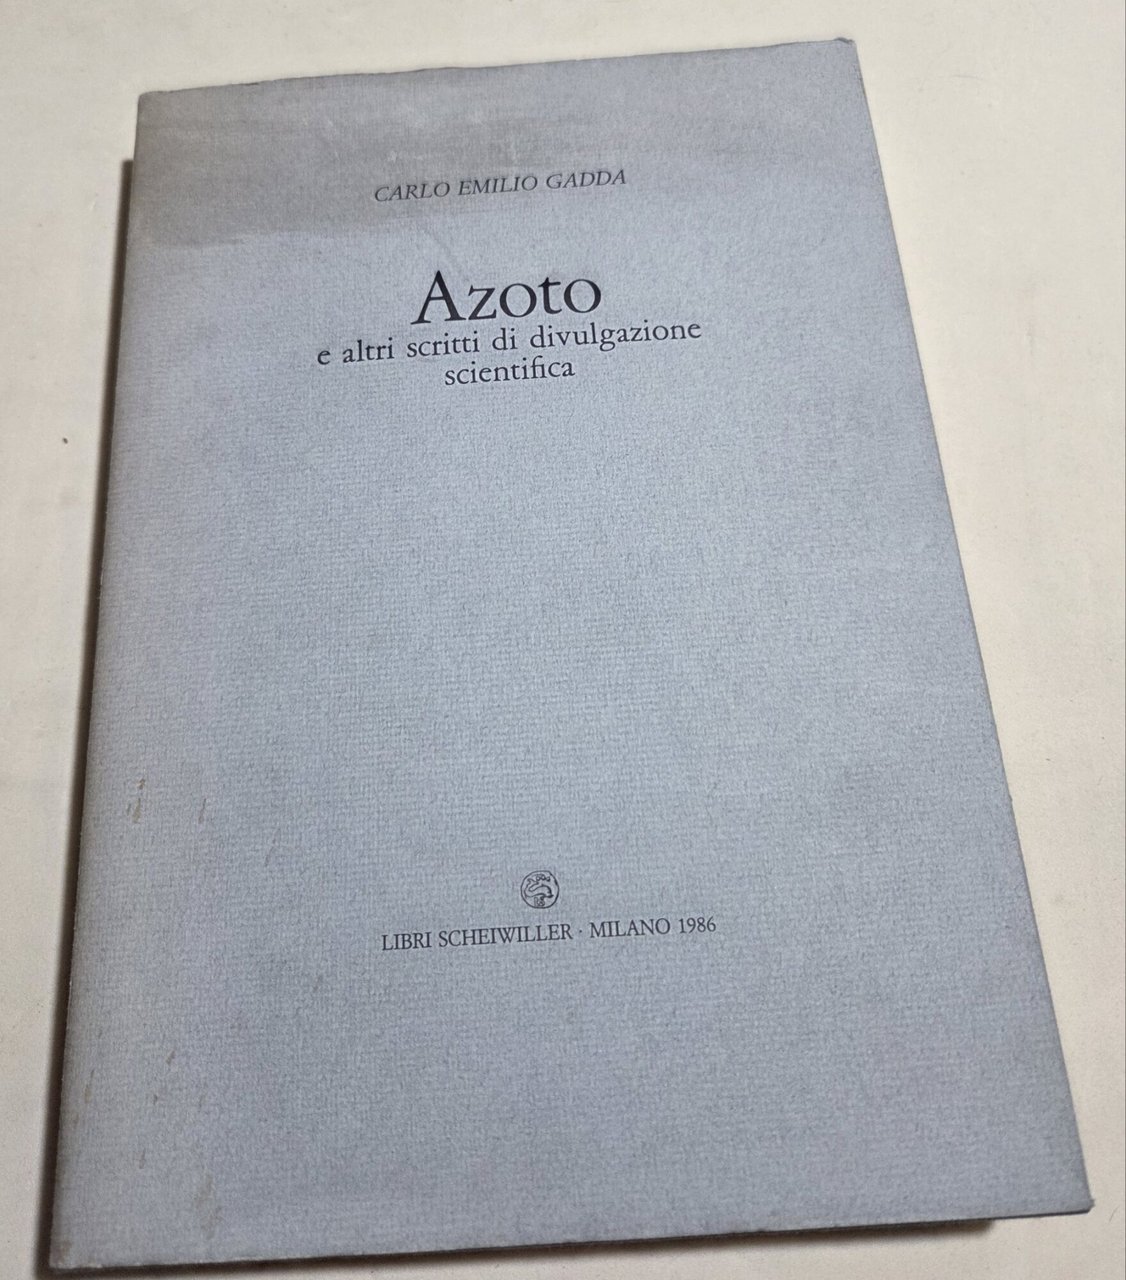 CARLO EMILIO GADDA
Azoto
e altri scritti di divulgazione
scientifica
LIBRI SCHEIWILLER · MILANO 1986